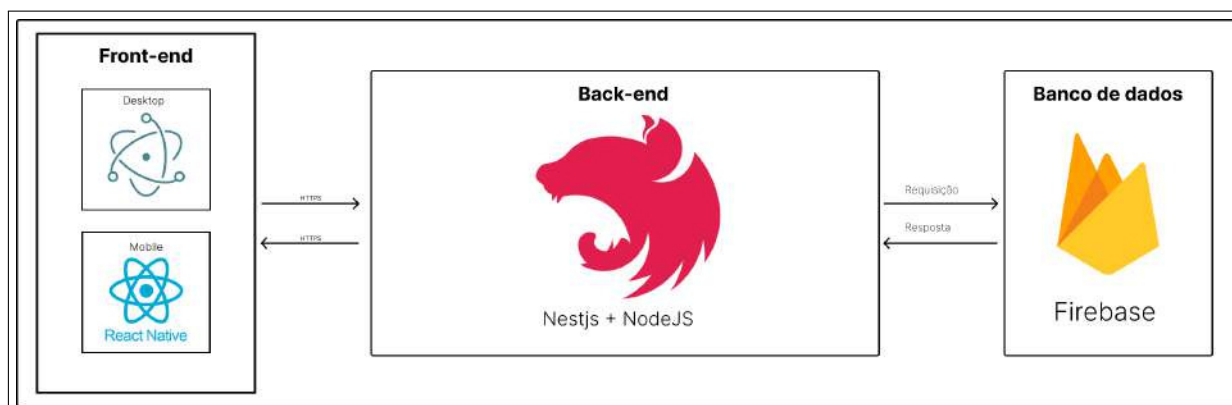 Front-end
Desktop
Mobile
React Native
HTTPS
HTTPS
Back-end
Nestjs + NodeJS
Requisição
Resposta
Banco de dados
Firebase